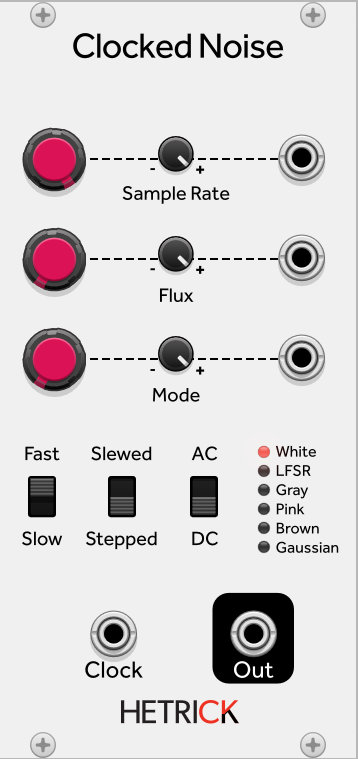 Clocked Noise
- +
Sample Rate
- +
Flux
- +
Mode
Fast Slewed AC
Slow Stepped DC
White
LFSR
Gray
Pink
Brown
Gaussian
Clock Out
HETRICK